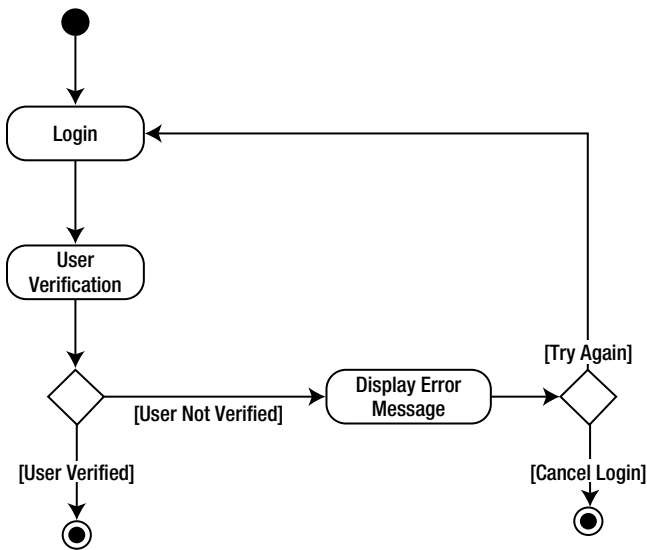 Login
User
Verification
[Try Again]
Display Error
Message
[User Not Verified]
[User Verified]
[Cancel Login]